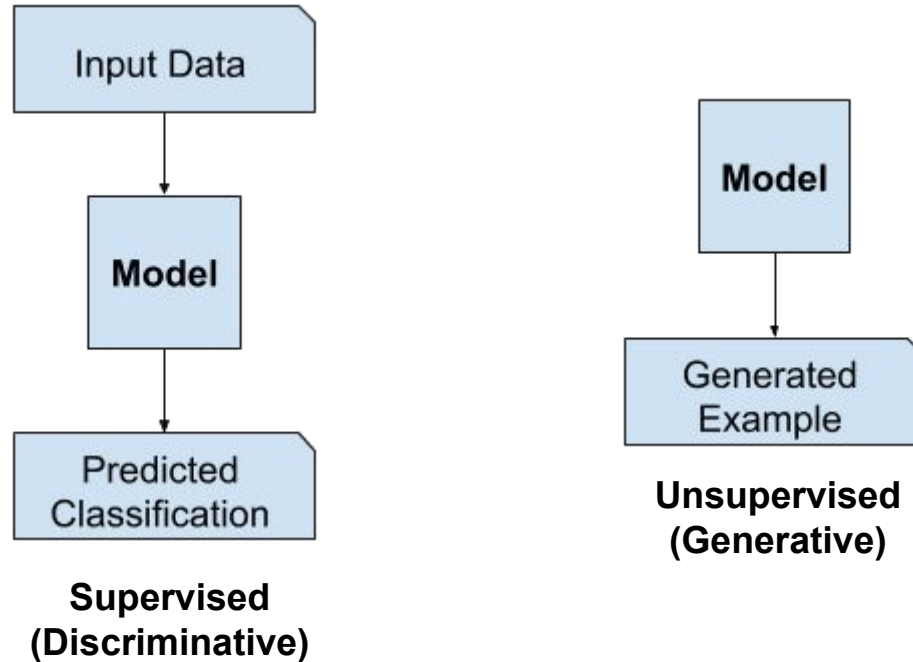 Input Data
Model
Predicted
Classification
Supervised
(Discriminative)
Model
Generated
Example
Unsupervised
(Generative)